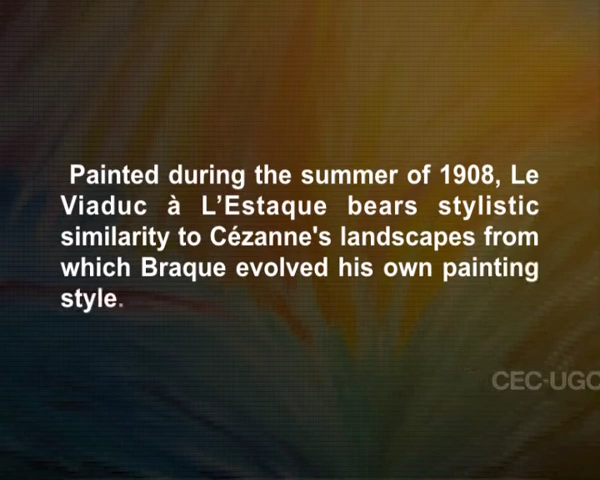 Painted during the summer of 1908, Le
Viaduc à L’Estaque bears stylistic
similarity to Cézanne's landscapes from
which Braque evolved his own painting
style.
CEC-UGC